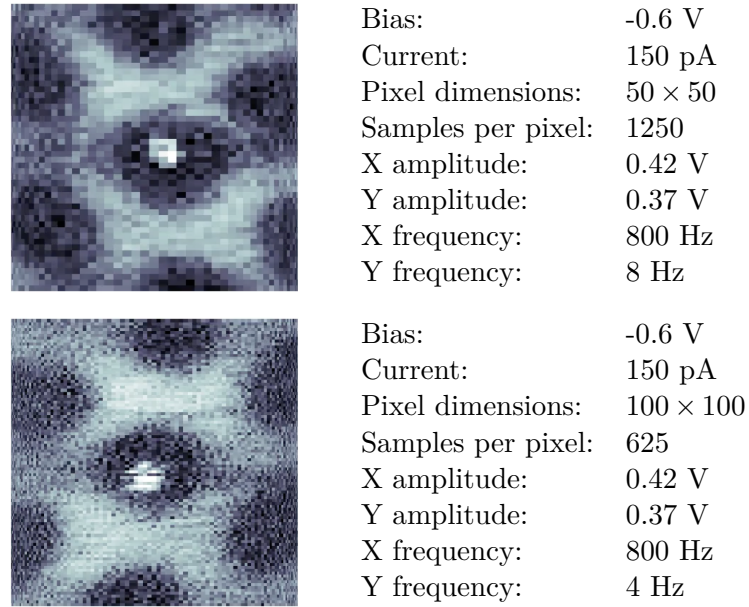 Bias: -0.6 V
Current: 150 pA
Pixel dimensions: 50 × 50
Samples per pixel: 1250
X amplitude: 0.42 V
Y amplitude: 0.37 V
X frequency: 800 Hz
Y frequency: 8 Hz
Bias: -0.6 V
Current: 150 pA
Pixel dimensions: 100 × 100
Samples per pixel: 625
X amplitude: 0.42 V
Y amplitude: 0.37 V
X frequency: 800 Hz
Y frequency: 4 Hz